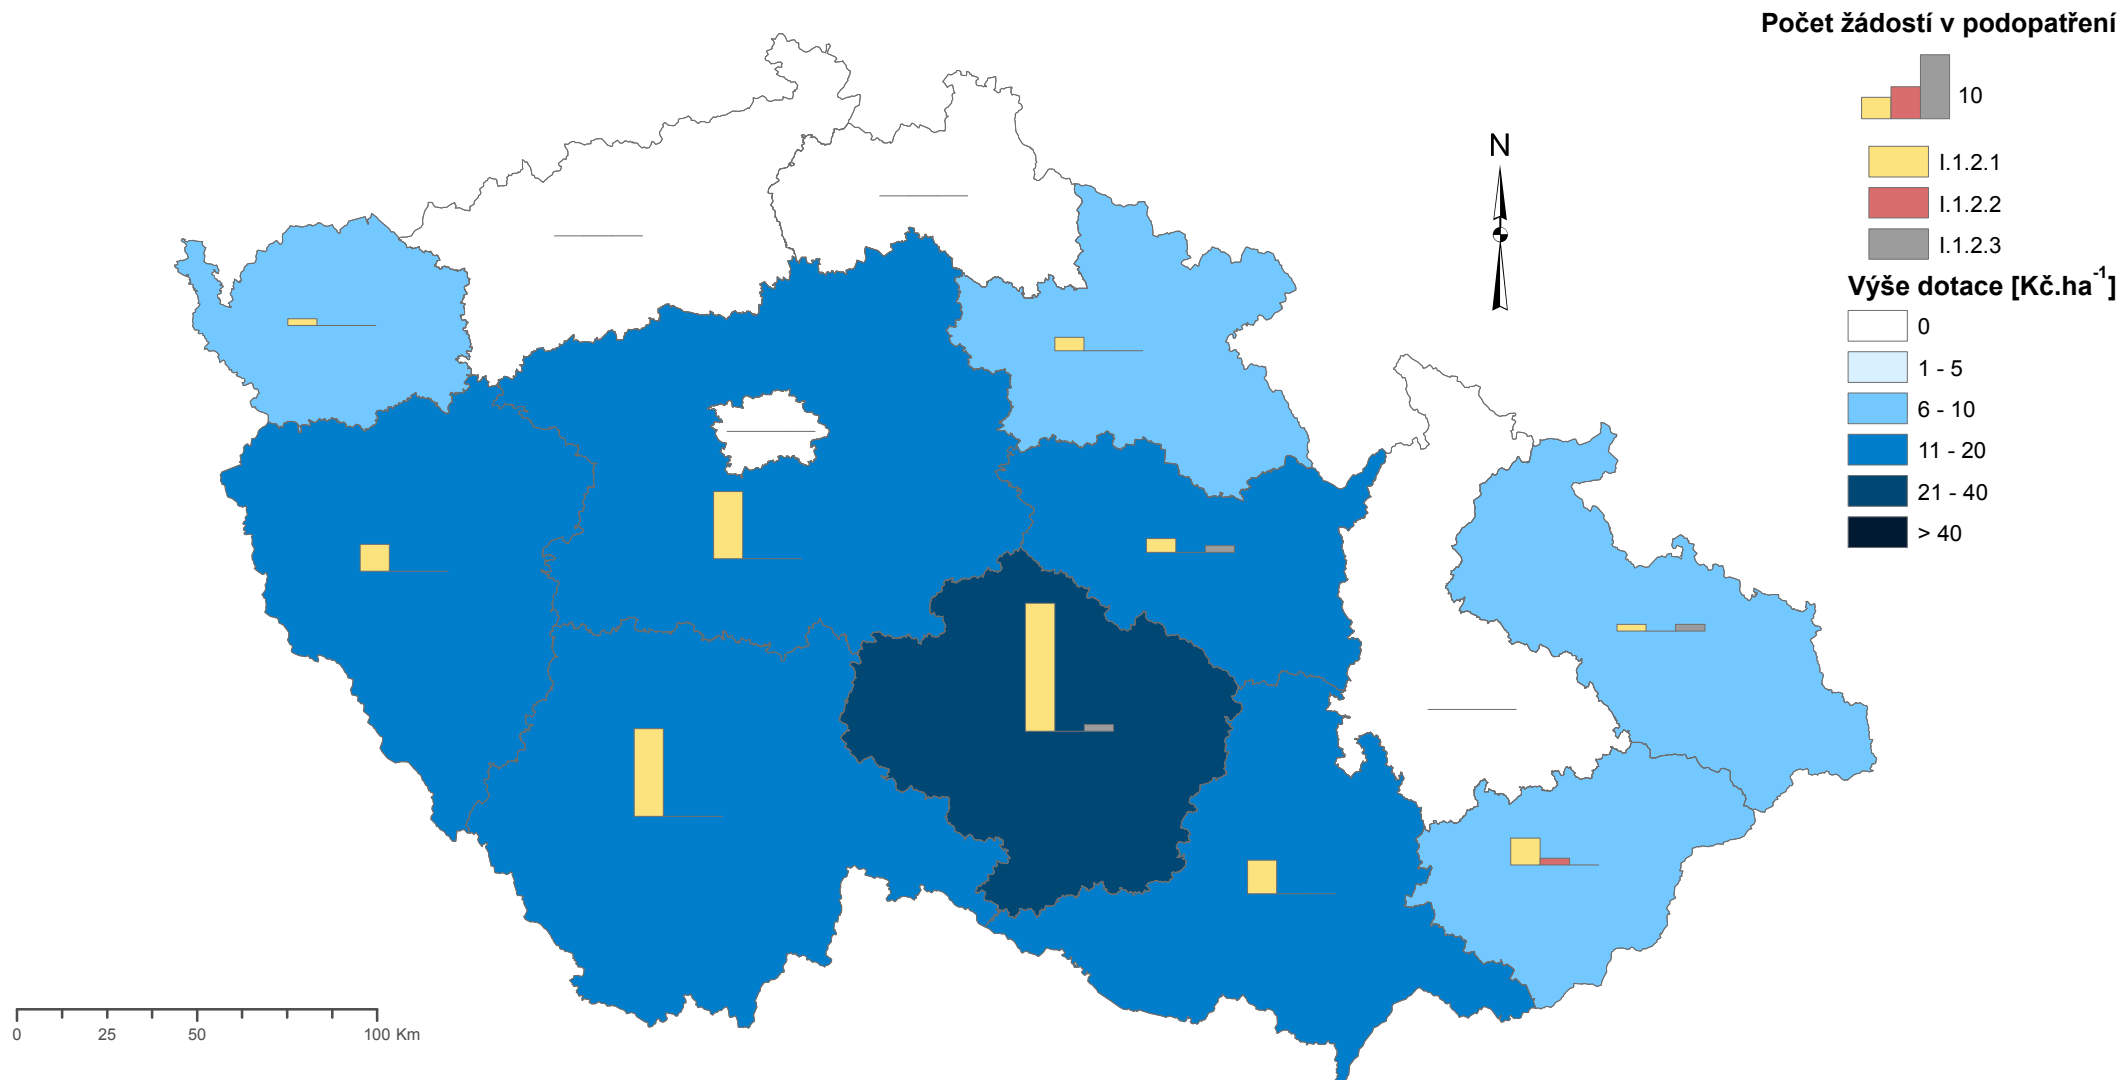 Počet žádostí v podopatření
10
I.1.2.1
I.1.2.2
I.1.2.3
Výše dotace [Kč.ha⁻¹]
0
1 - 5
6 - 10
11 - 20
21 - 40
> 40
N
0 25 50 100 Km